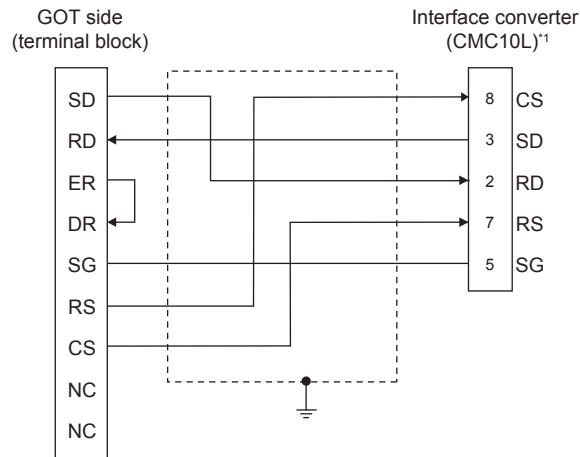 GOT side
(terminal block)
Interface converter
(CMC10L)*1
SD
RD
ER
DR
SG
RS
CS
NC
NC
8 CS
3 SD
2 RD
7 RS
5 SG